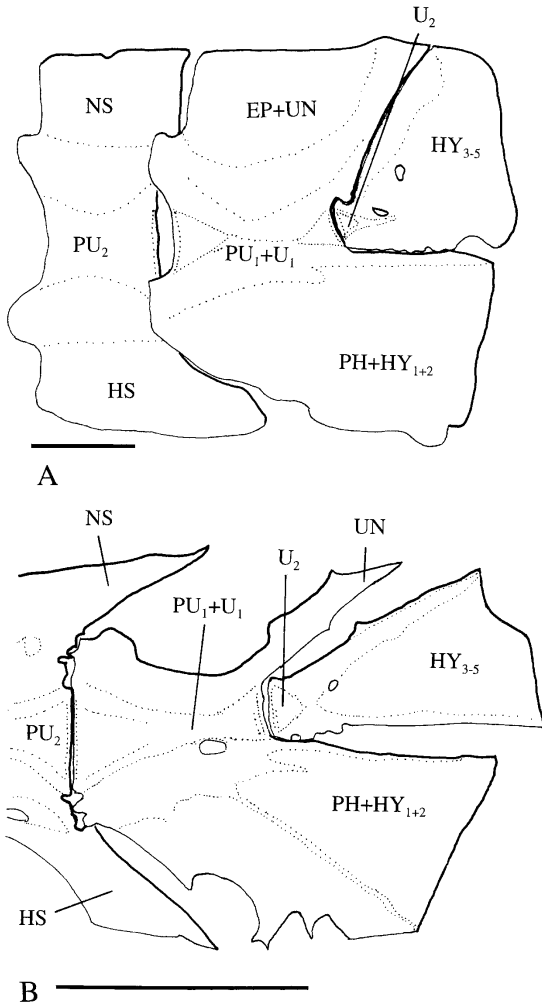 U₂
NS
EP+UN
HY₃₋₅
PU₂
PU₁+U₁
PH+HY₁₊₂
HS
A
NS
UN
U₂
PU₁+U₁
HY₃₋₅
PU₂
PH+HY₁₊₂
HS
B